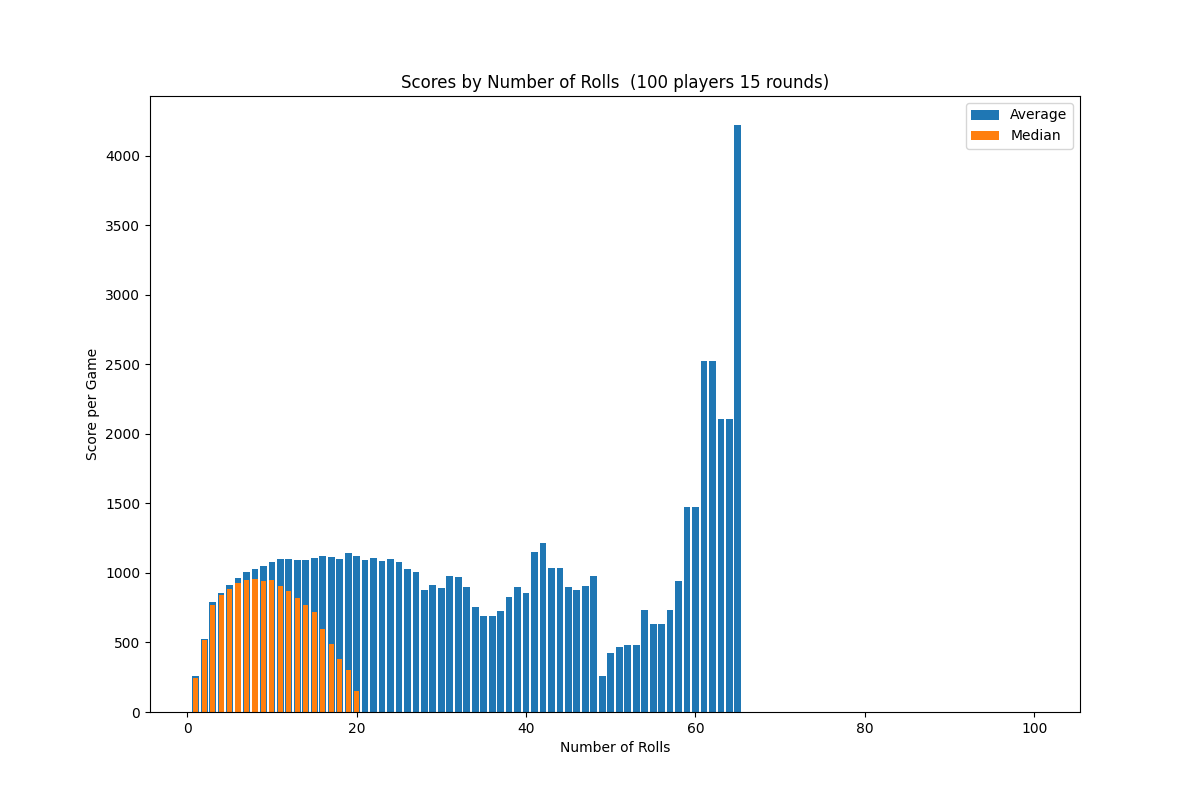 Scores by Number of Rolls  (100 players 15 rounds)
Average
Median
4000
3500
3000
2500
2000
1500
1000
500
0
Score per Game
0 20 40 60 80 100
Number of Rolls